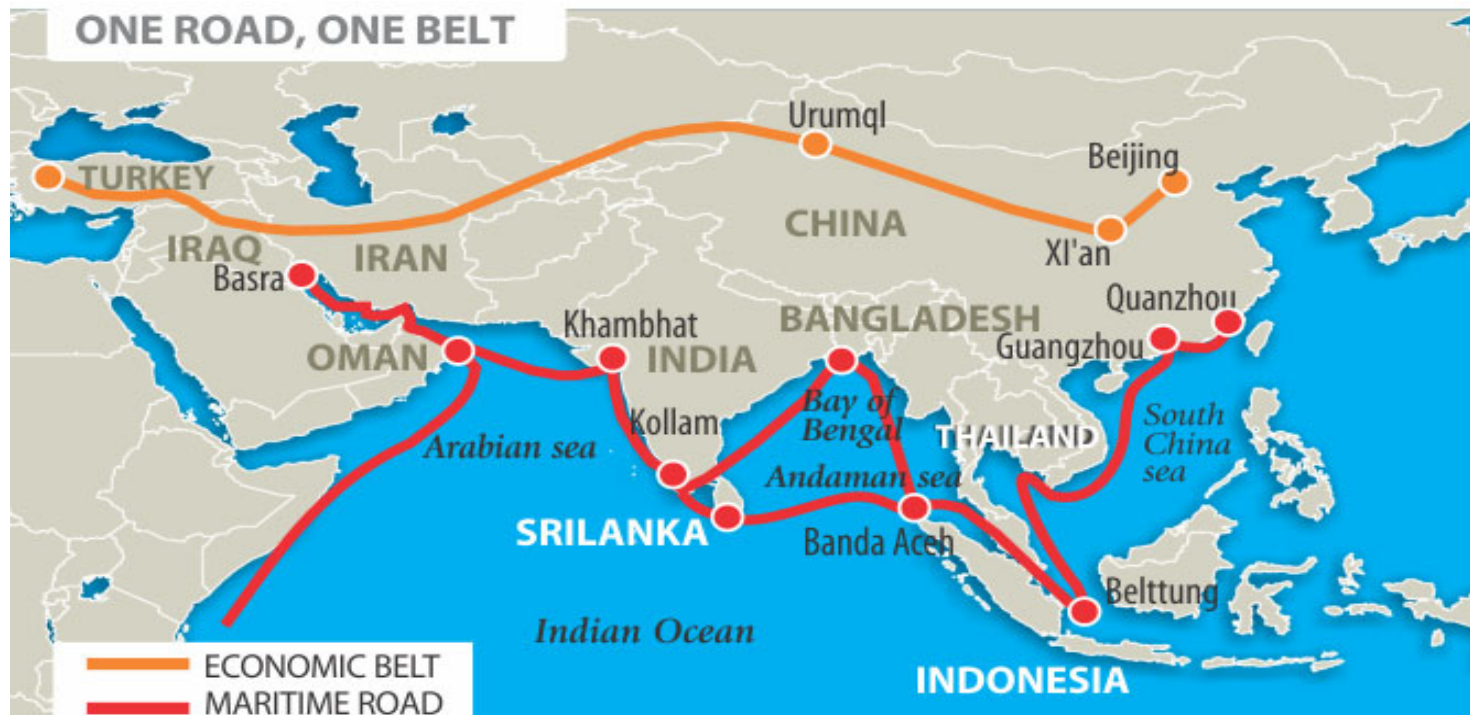 ONE ROAD, ONE BELT
Urumql
Beijing
TURKEY
CHINA
IRAQ
IRAN
XI'an
Basra
Quanzhou
Khambhat
BANGLADESH
OMAN
INDIA
Guangzhou
Bay of
Bengal
Kollam
South
China
sea
THAILAND
Arabian sea
Andaman sea
SRILANKA
Banda Aceh
Belttung
Indian Ocean
INDONESIA
ECONOMIC BELT
MARITIME ROAD